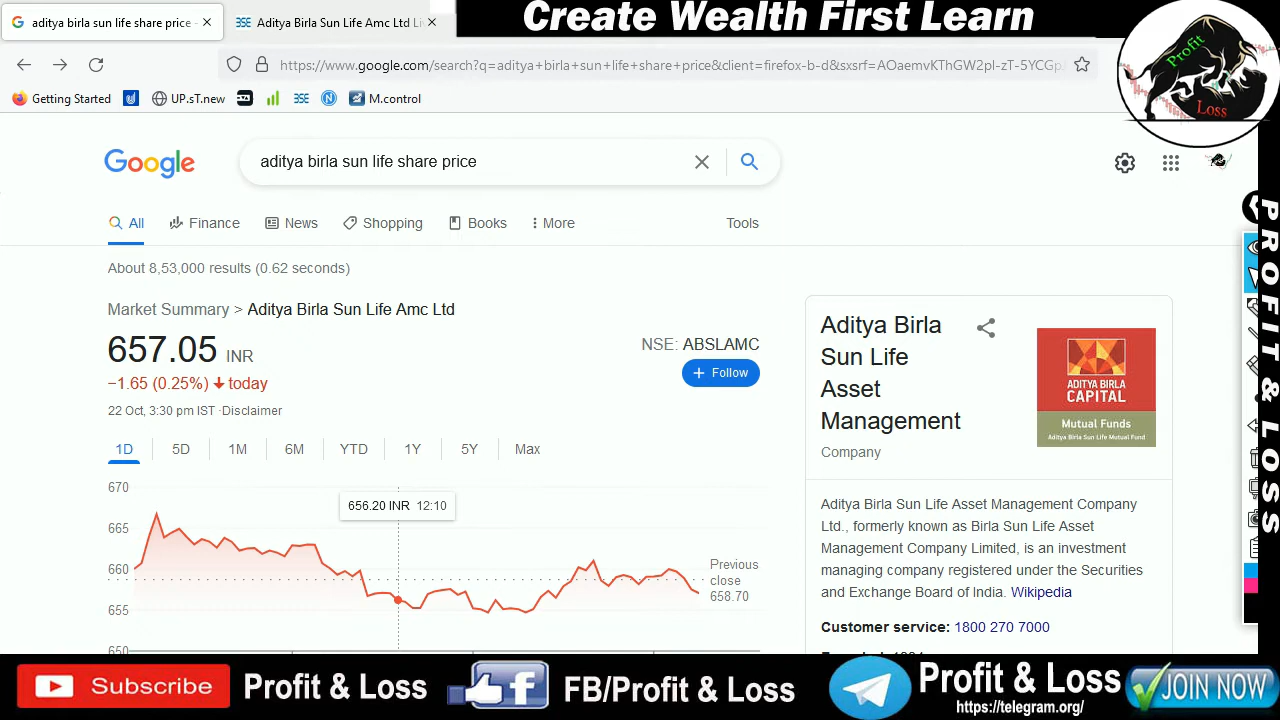 aditya birla sun life share price -
Aditya Birla Sun Life Amc Ltd Li
Create Wealth First Learn
https://www.google.com/search?q=aditya+birla+sun+life+share+price&client=firefox-b-d&sxsrf=AOaemvKThGW2pl-zT-5YCGp
Getting Started
UP.sT.new
M.control
Profit
Loss
Google
aditya birla sun life share price
All
Finance
News
Shopping
Books
More
Tools
About 8,53,000 results (0.62 seconds)
Market Summary > Aditya Birla Sun Life Amc Ltd
657.05 INR
−1.65 (0.25%) today
22 Oct, 3:30 pm IST · Disclaimer
NSE: ABSLAMC
+ Follow
1D
5D
1M
6M
YTD
1Y
5Y
Max
670
665
660
655
650
656.20 INR 12:10
Previous
close
658.70
Aditya Birla
Sun Life
Asset
Management
Company
ADITYA BIRLA
CAPITAL
Mutual Funds
Aditya Birla Sun Life Mutual Fund
Aditya Birla Sun Life Asset Management Company
Ltd., formerly known as Birla Sun Life Asset
Management Company Limited, is an investment
managing company registered under the Securities
and Exchange Board of India. Wikipedia
Customer service: 1800 270 7000
PROFIT & LOSS
Subscribe
Profit & Loss
FB/Profit & Loss
Profit & Loss
https://telegram.org/
JOIN NOW